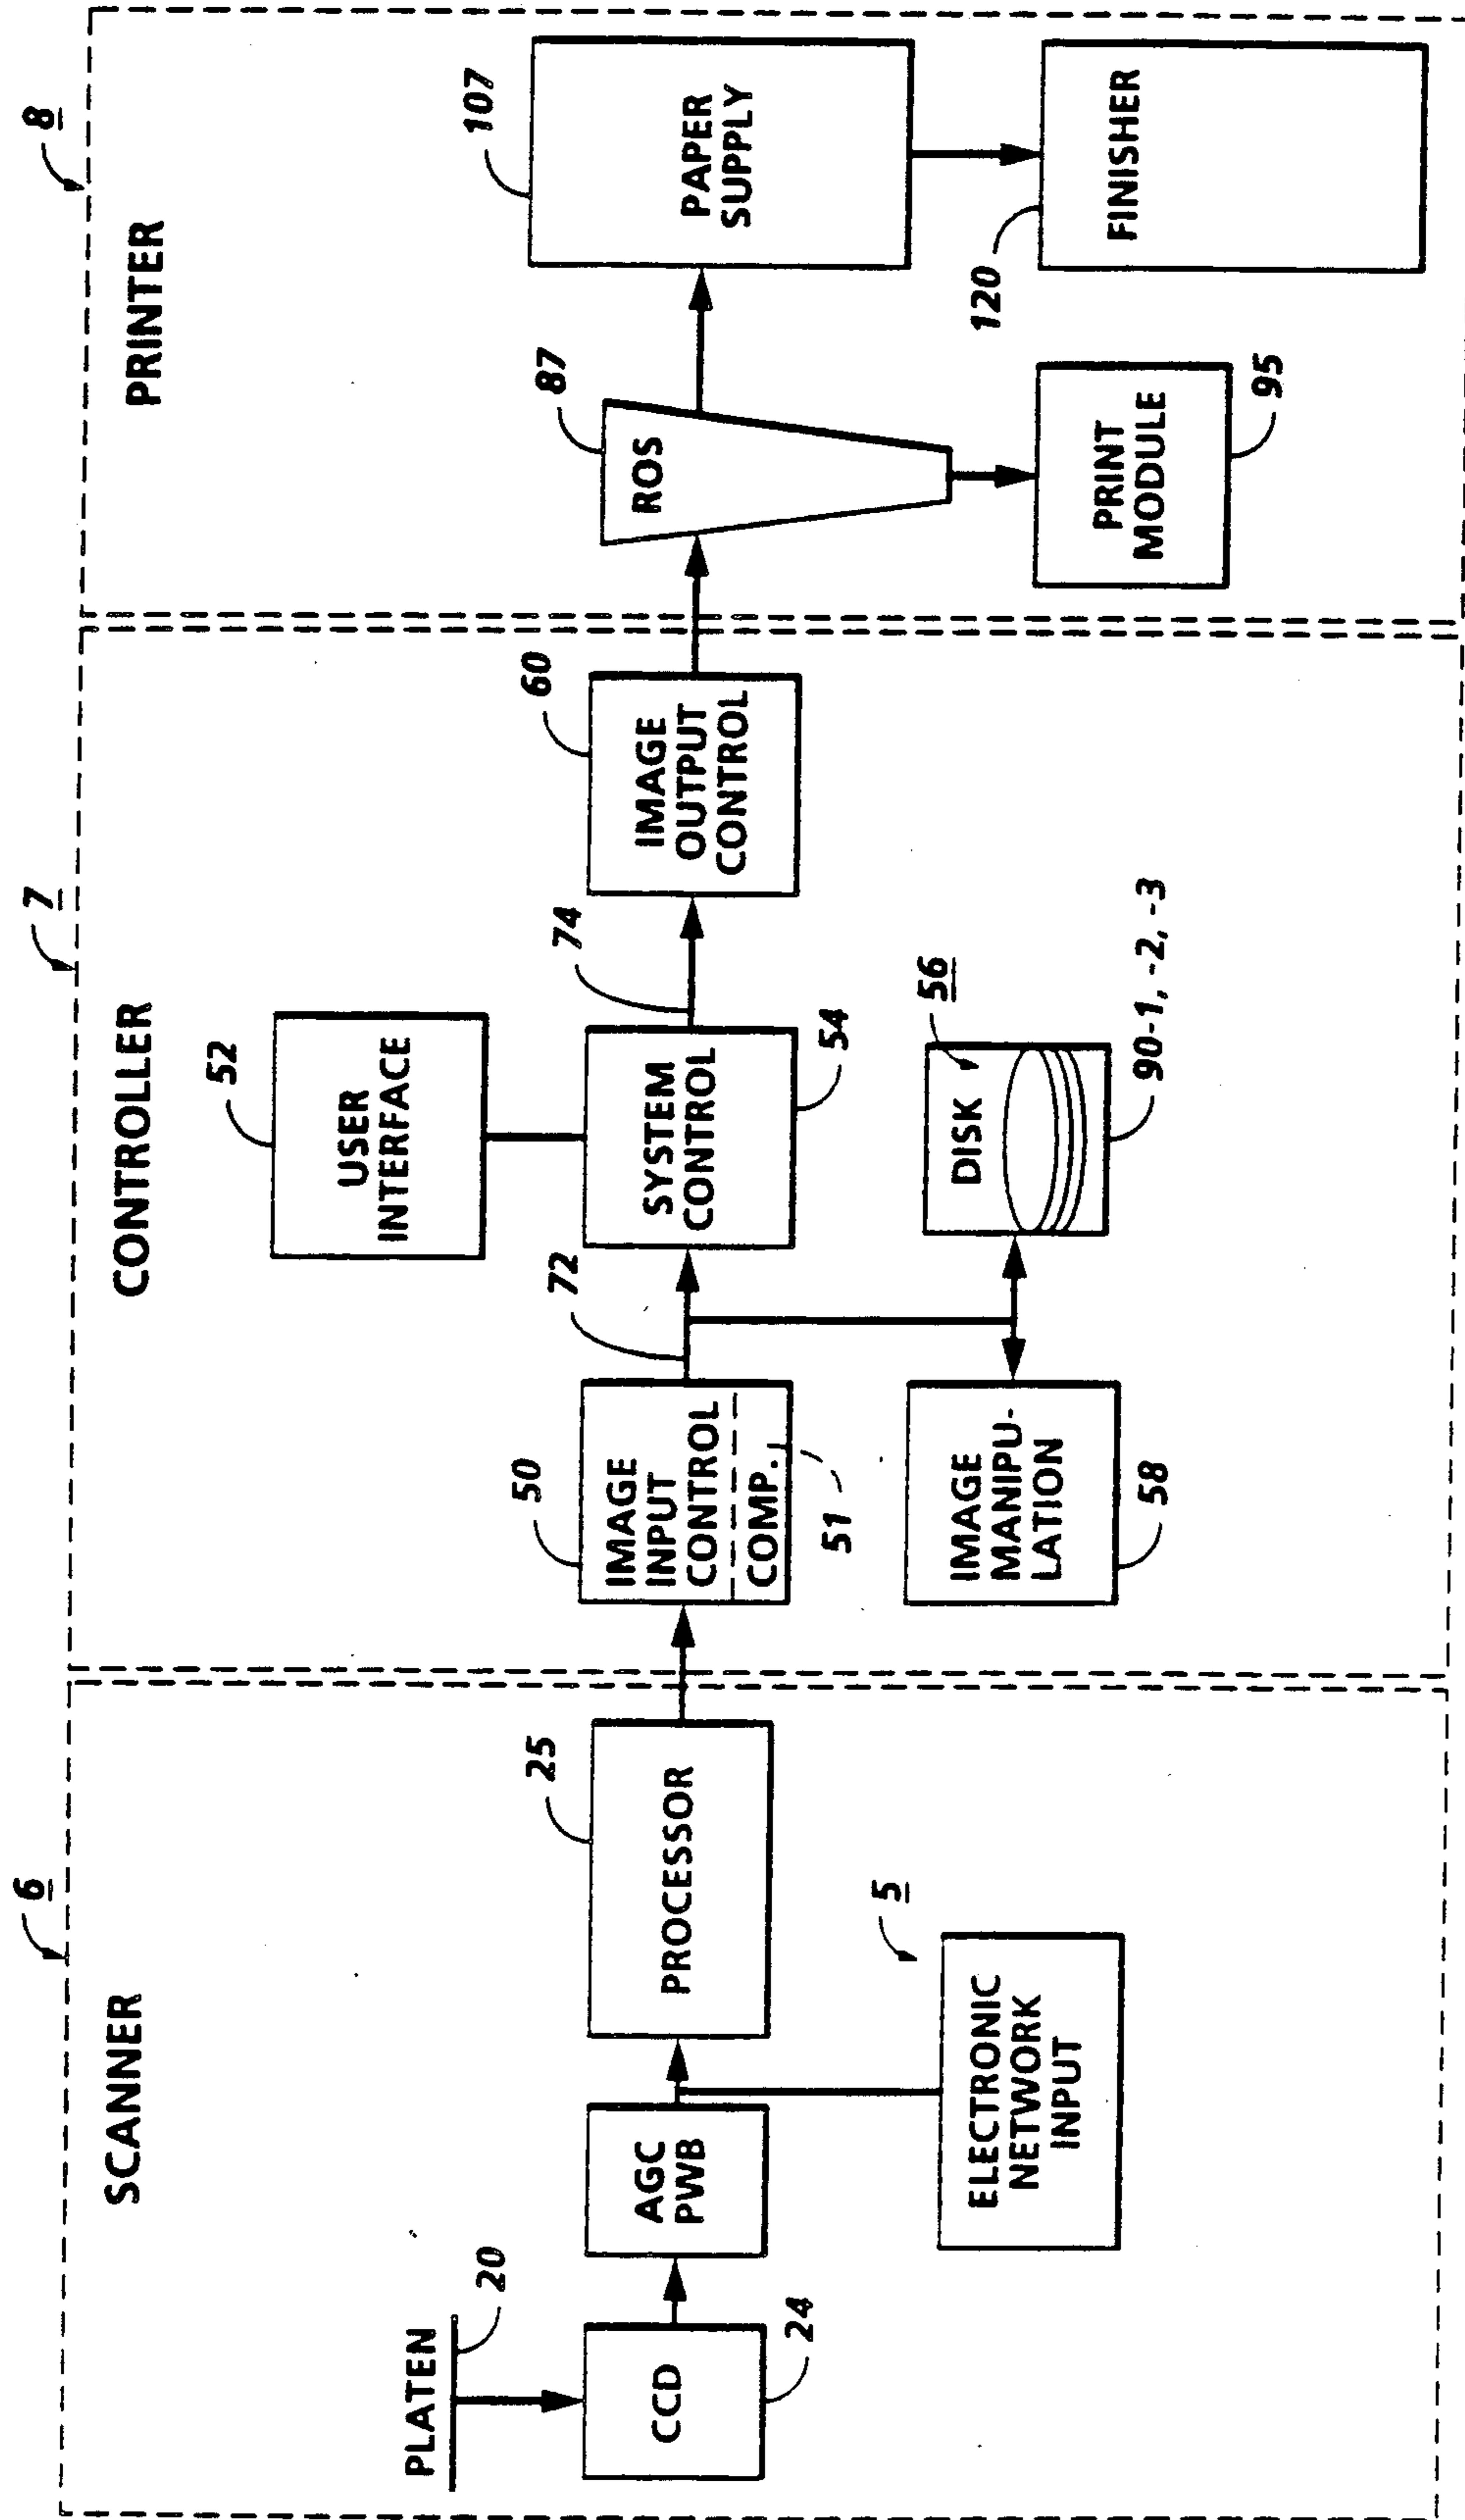 6
SCANNER
PLATEN
20
CCD
24
AGC
PWB
PROCESSOR
25
5
ELECTRONIC
NETWORK
INPUT
7
CONTROLLER
50
IMAGE
INPUT
CONTROL
COMP.
51
72
52
USER
INTERFACE
SYSTEM
CONTROL
54
74
DISK
56
90-1, -2, -3
IMAGE
MANIPU-
LATION
58
60
IMAGE
OUTPUT
CONTROL
8
PRINTER
87
ROS
PRINT
MODULE
95
107
PAPER
SUPPLY
120
FINISHER